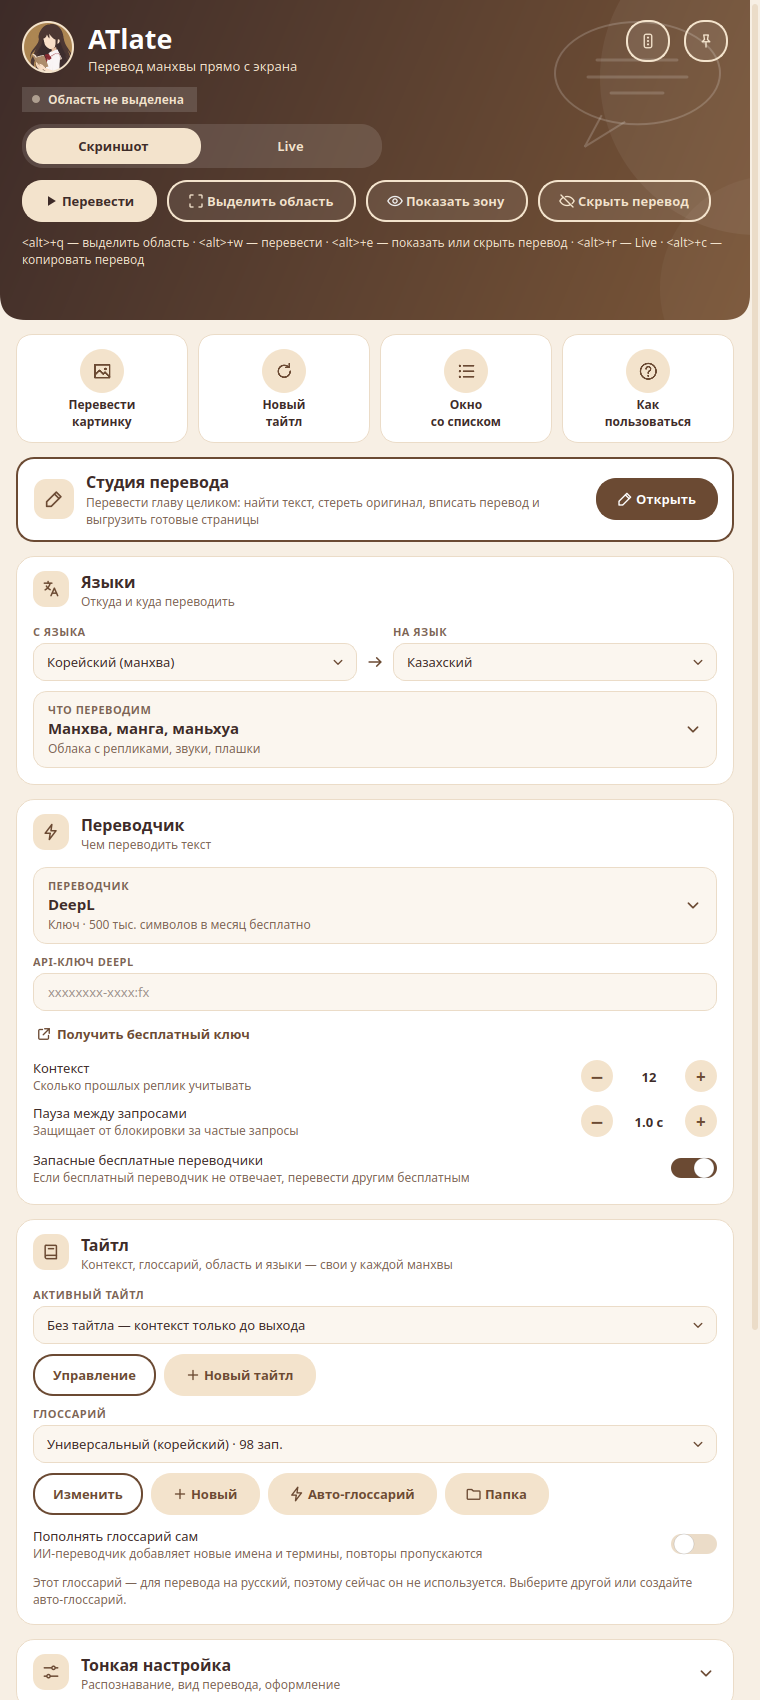 ATlate
Перевод манхвы прямо с экрана
Область не выделена
Скриншот
Live
Перевести
Выделить область
Показать зону
Скрыть перевод
<alt>+q — выделить область · <alt>+w — перевести · <alt>+e — показать или скрыть перевод · <alt>+r — Live · <alt>+c —
копировать перевод
Перевести
картинку
Новый
тайтл
Окно
со списком
Как
пользоваться
Студия перевода
Перевести главу целиком: найти текст, стереть оригинал, вписать перевод и
выгрузить готовые страницы
Открыть
Языки
Откуда и куда переводить
С ЯЗЫКА
НА ЯЗЫК
Корейский (манхва)
Казахский
ЧТО ПЕРЕВОДИМ
Манхва, манга, маньхуа
Облака с репликами, звуки, плашки
Переводчик
Чем переводить текст
ПЕРЕВОДЧИК
DeepL
Ключ · 500 тыс. символов в месяц бесплатно
API-КЛЮЧ DEEPL
xxxxxxxx-xxxx:fx
Получить бесплатный ключ
Контекст
Сколько прошлых реплик учитывать
− 12 +
Пауза между запросами
Защищает от блокировки за частые запросы
− 1.0 с +
Запасные бесплатные переводчики
Если бесплатный переводчик не отвечает, перевести другим бесплатным
Тайтл
Контекст, глоссарий, область и языки — свои у каждой манхвы
АКТИВНЫЙ ТАЙТЛ
Без тайтла — контекст только до выхода
Управление
Новый тайтл
ГЛОССАРИЙ
Универсальный (корейский) · 98 зап.
Изменить
Новый
Авто-глоссарий
Папка
Пополнять глоссарий сам
ИИ-переводчик добавляет новые имена и термины, повторы пропускаются
Этот глоссарий — для перевода на русский, поэтому сейчас он не используется. Выберите другой или создайте
авто-глоссарий.
Тонкая настройка
Распознавание, вид перевода, оформление